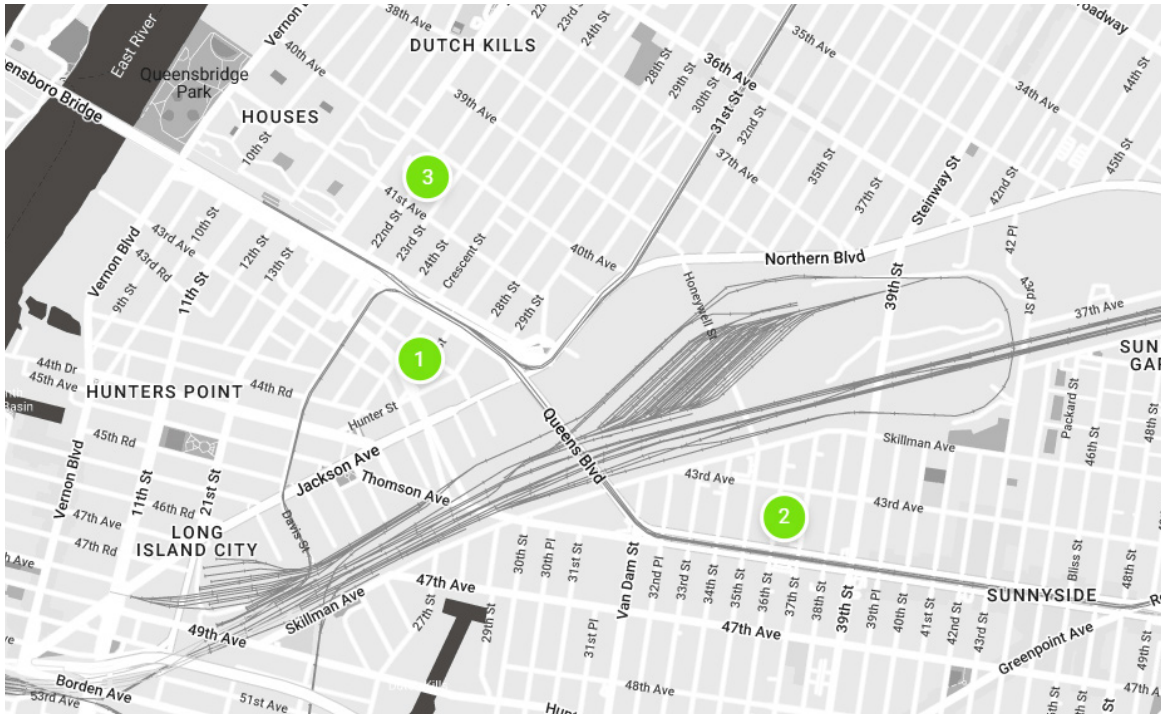 38th Ave
22nd
23rd St
24th St
Vernon
DUTCH KILLS
40th Ave
35th Ave
28th St
29th St
30th St
36th Ave
31st St
32nd St
34th Ave
44th St
45th St
East River
Queensbridge
Park
HOUSES
10th St
39th Ave
37th Ave
35th St
37th St
Steinway St
42nd St
42 Pl
3
41st Ave
22nd St
23rd St
24th St
Crescent St
28th St
29th St
40th Ave
Northern Blvd
Honeywell St
39th St
43rd St
37th Ave
Vernon Blvd
43rd Ave
43rd Rd
9th St
10th St
11th St
12th St
13th St
1
44th Dr
45th Ave
HUNTERS POINT
44th Rd
Hunter St
Basin
45th Rd
Jackson Ave
Thomson Ave
Queens Blvd
Skillman Ave
Packard St
46th St
48th St
43rd Ave
43rd Ave
2
Vernon Blvd
11th St
21st St
46th Rd
47th Ave
47th Rd
LONG
ISLAND CITY
Davis St
Skillman Ave
49th Ave
47th Ave
27th St
29th St
30th St
30th Pl
31st St
31st Pl
Van Dam St
32nd Pl
33rd St
34th St
35th St
36th St
37th St
38th St
39th St
39th Pl
40th St
41st St
42nd St
43rd St
Bliss St
48th St
49th St
SUNNYSIDE
47th Ave
Greenpoint Ave
48th Ave
Borden Ave
53rd Ave
51st Ave